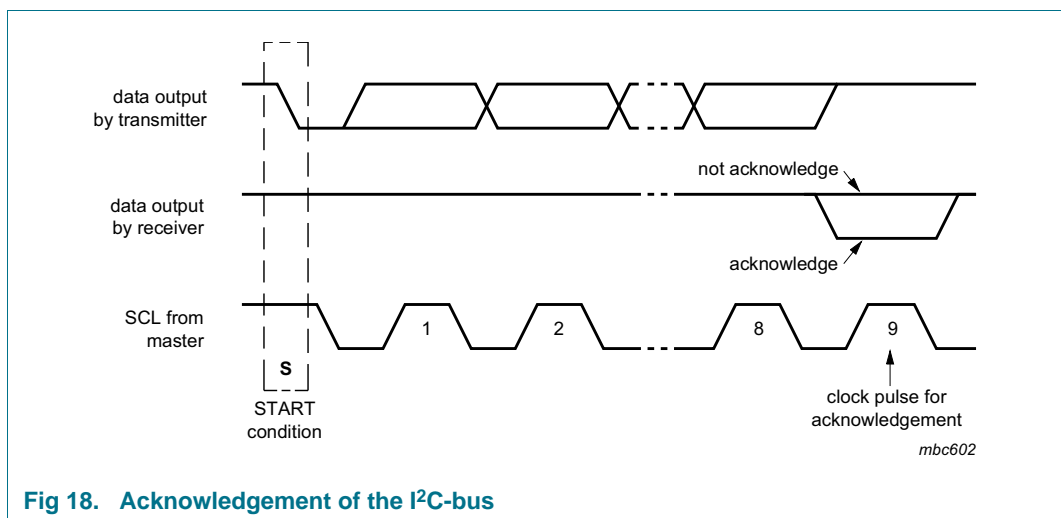 data output
by transmitter
not acknowledge
data output
by receiver
acknowledge
SCL from
master
1
2
8
9
S
START
condition
clock pulse for
acknowledgement
mbc602
Fig 18. Acknowledgement of the I²C-bus